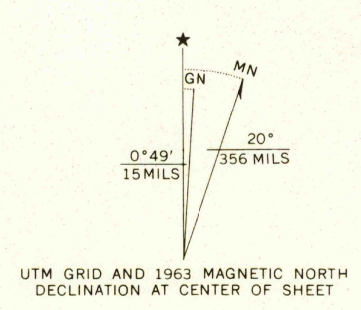 ★
MN
GN
0°49'
15 MILS
20°
356 MILS
UTM GRID AND 1963 MAGNETIC NORTH
DECLINATION AT CENTER OF SHEET